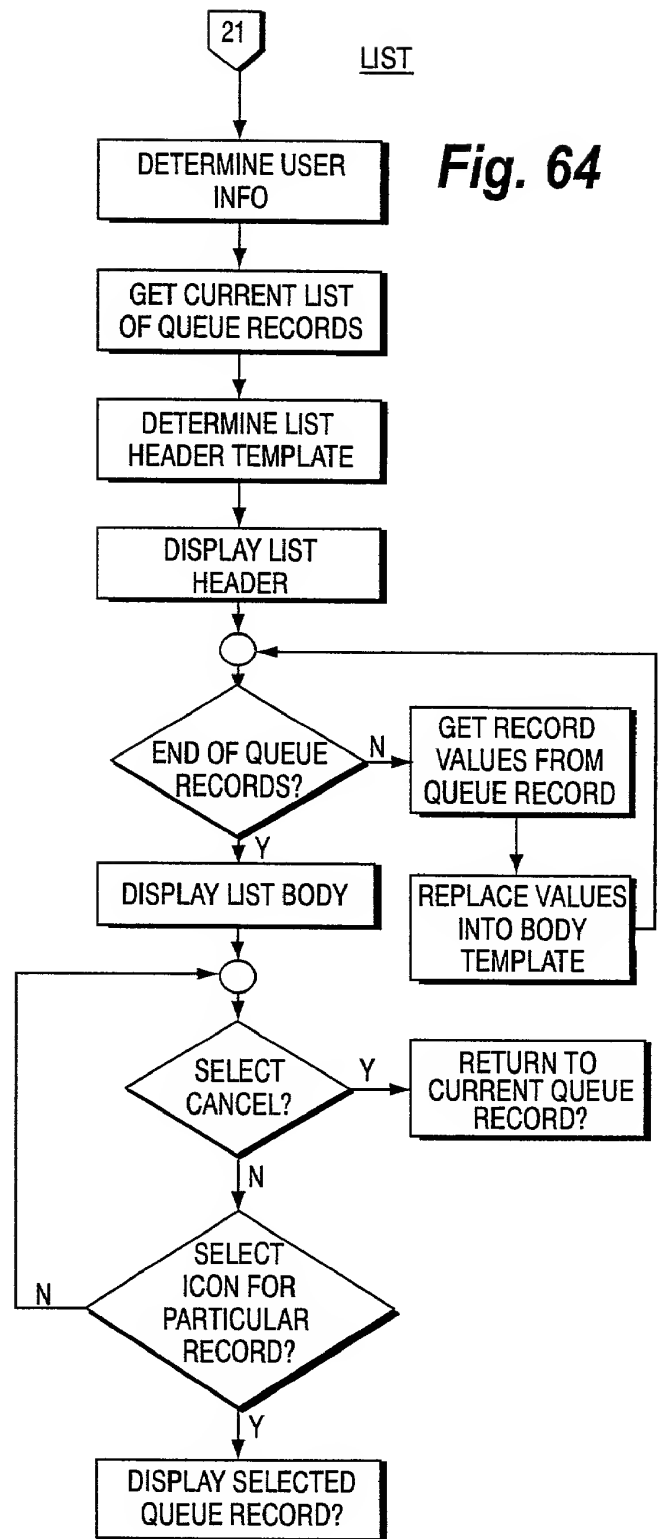 21
LIST
Fig. 64
DETERMINE USER
INFO
GET CURRENT LIST
OF QUEUE RECORDS
DETERMINE LIST
HEADER TEMPLATE
DISPLAY LIST
HEADER
END OF QUEUE
RECORDS?
N
GET RECORD
VALUES FROM
QUEUE RECORD
Y
REPLACE VALUES
INTO BODY
TEMPLATE
DISPLAY LIST BODY
SELECT
CANCEL?
Y
RETURN TO
CURRENT QUEUE
RECORD?
N
SELECT
ICON FOR
PARTICULAR
RECORD?
N
Y
DISPLAY SELECTED
QUEUE RECORD?